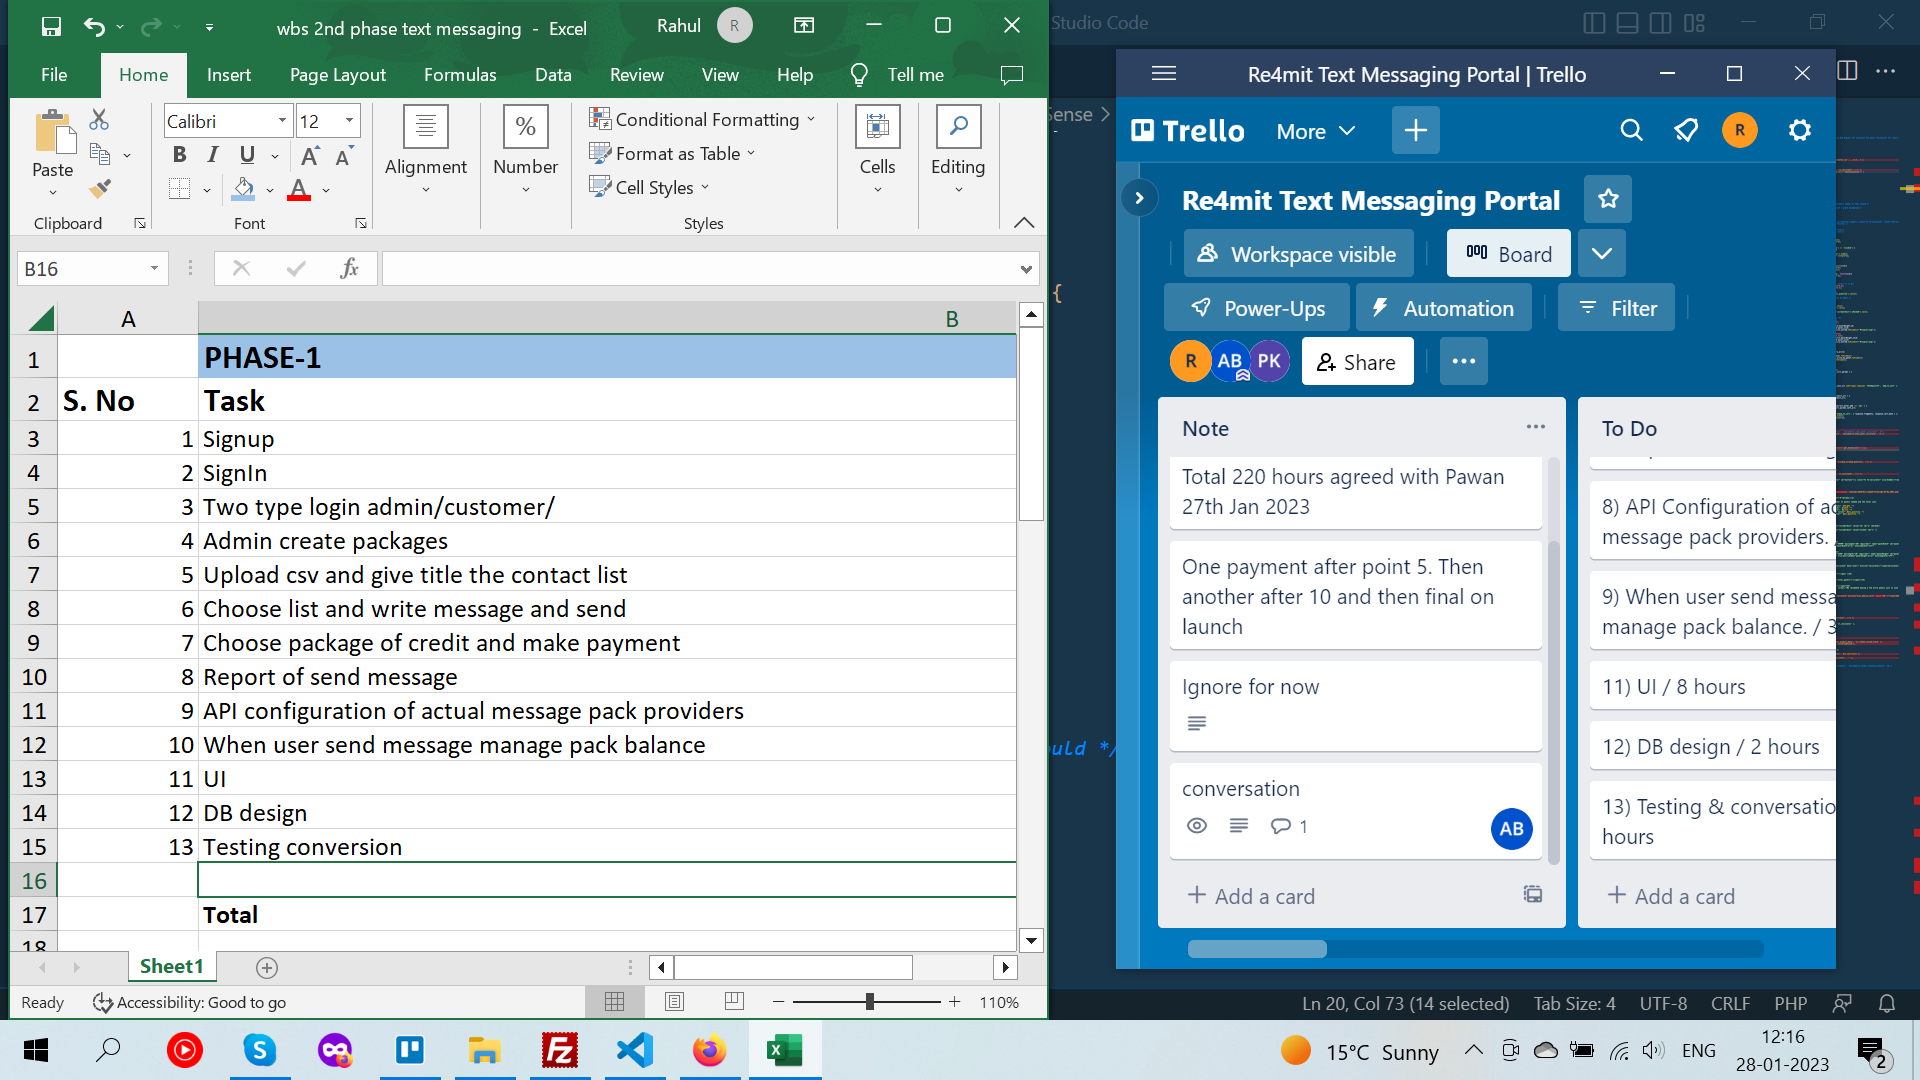 wbs 2nd phase text messaging - Excel
Rahul
R
File
Home
Insert
Page Layout
Formulas
Data
Review
View
Help
Tell me
Paste
Clipboard
Calibri
12
B I U A A
A
Font
Alignment
%
Number
Conditional Formatting
Format as Table
Cell Styles
Styles
Cells
Editing
B16
fx
A
B
1 PHASE-1
2 S. No Task
3 1 Signup
4 2 SignIn
5 3 Two type login admin/customer/
6 4 Admin create packages
7 5 Upload csv and give title the contact list
8 6 Choose list and write message and send
9 7 Choose package of credit and make payment
10 8 Report of send message
11 9 API configuration of actual message pack providers
12 10 When user send message manage pack balance
13 11 UI
14 12 DB design
15 13 Testing conversion
16
17 Total
18
Sheet1
Ready
Accessibility: Good to go
110%
Studio Code
Sense
{
ould */
Re4mit Text Messaging Portal | Trello
Trello
More
R
Re4mit Text Messaging Portal
Workspace visible
Board
Power-Ups
Automation
Filter
R
AB
PK
Share
Note
Total 220 hours agreed with Pawan
27th Jan 2023
One payment after point 5. Then
another after 10 and then final on
launch
Ignore for now
conversation
1
AB
Add a card
To Do
8) API Configuration of ac
message pack providers.
9) When user send messa
manage pack balance. / 3
11) UI / 8 hours
12) DB design / 2 hours
13) Testing & conversatio
hours
Add a card
Ln 20, Col 73 (14 selected)
Tab Size: 4
UTF-8
CRLF
PHP
15°C Sunny
ENG
12:16
28-01-2023
2